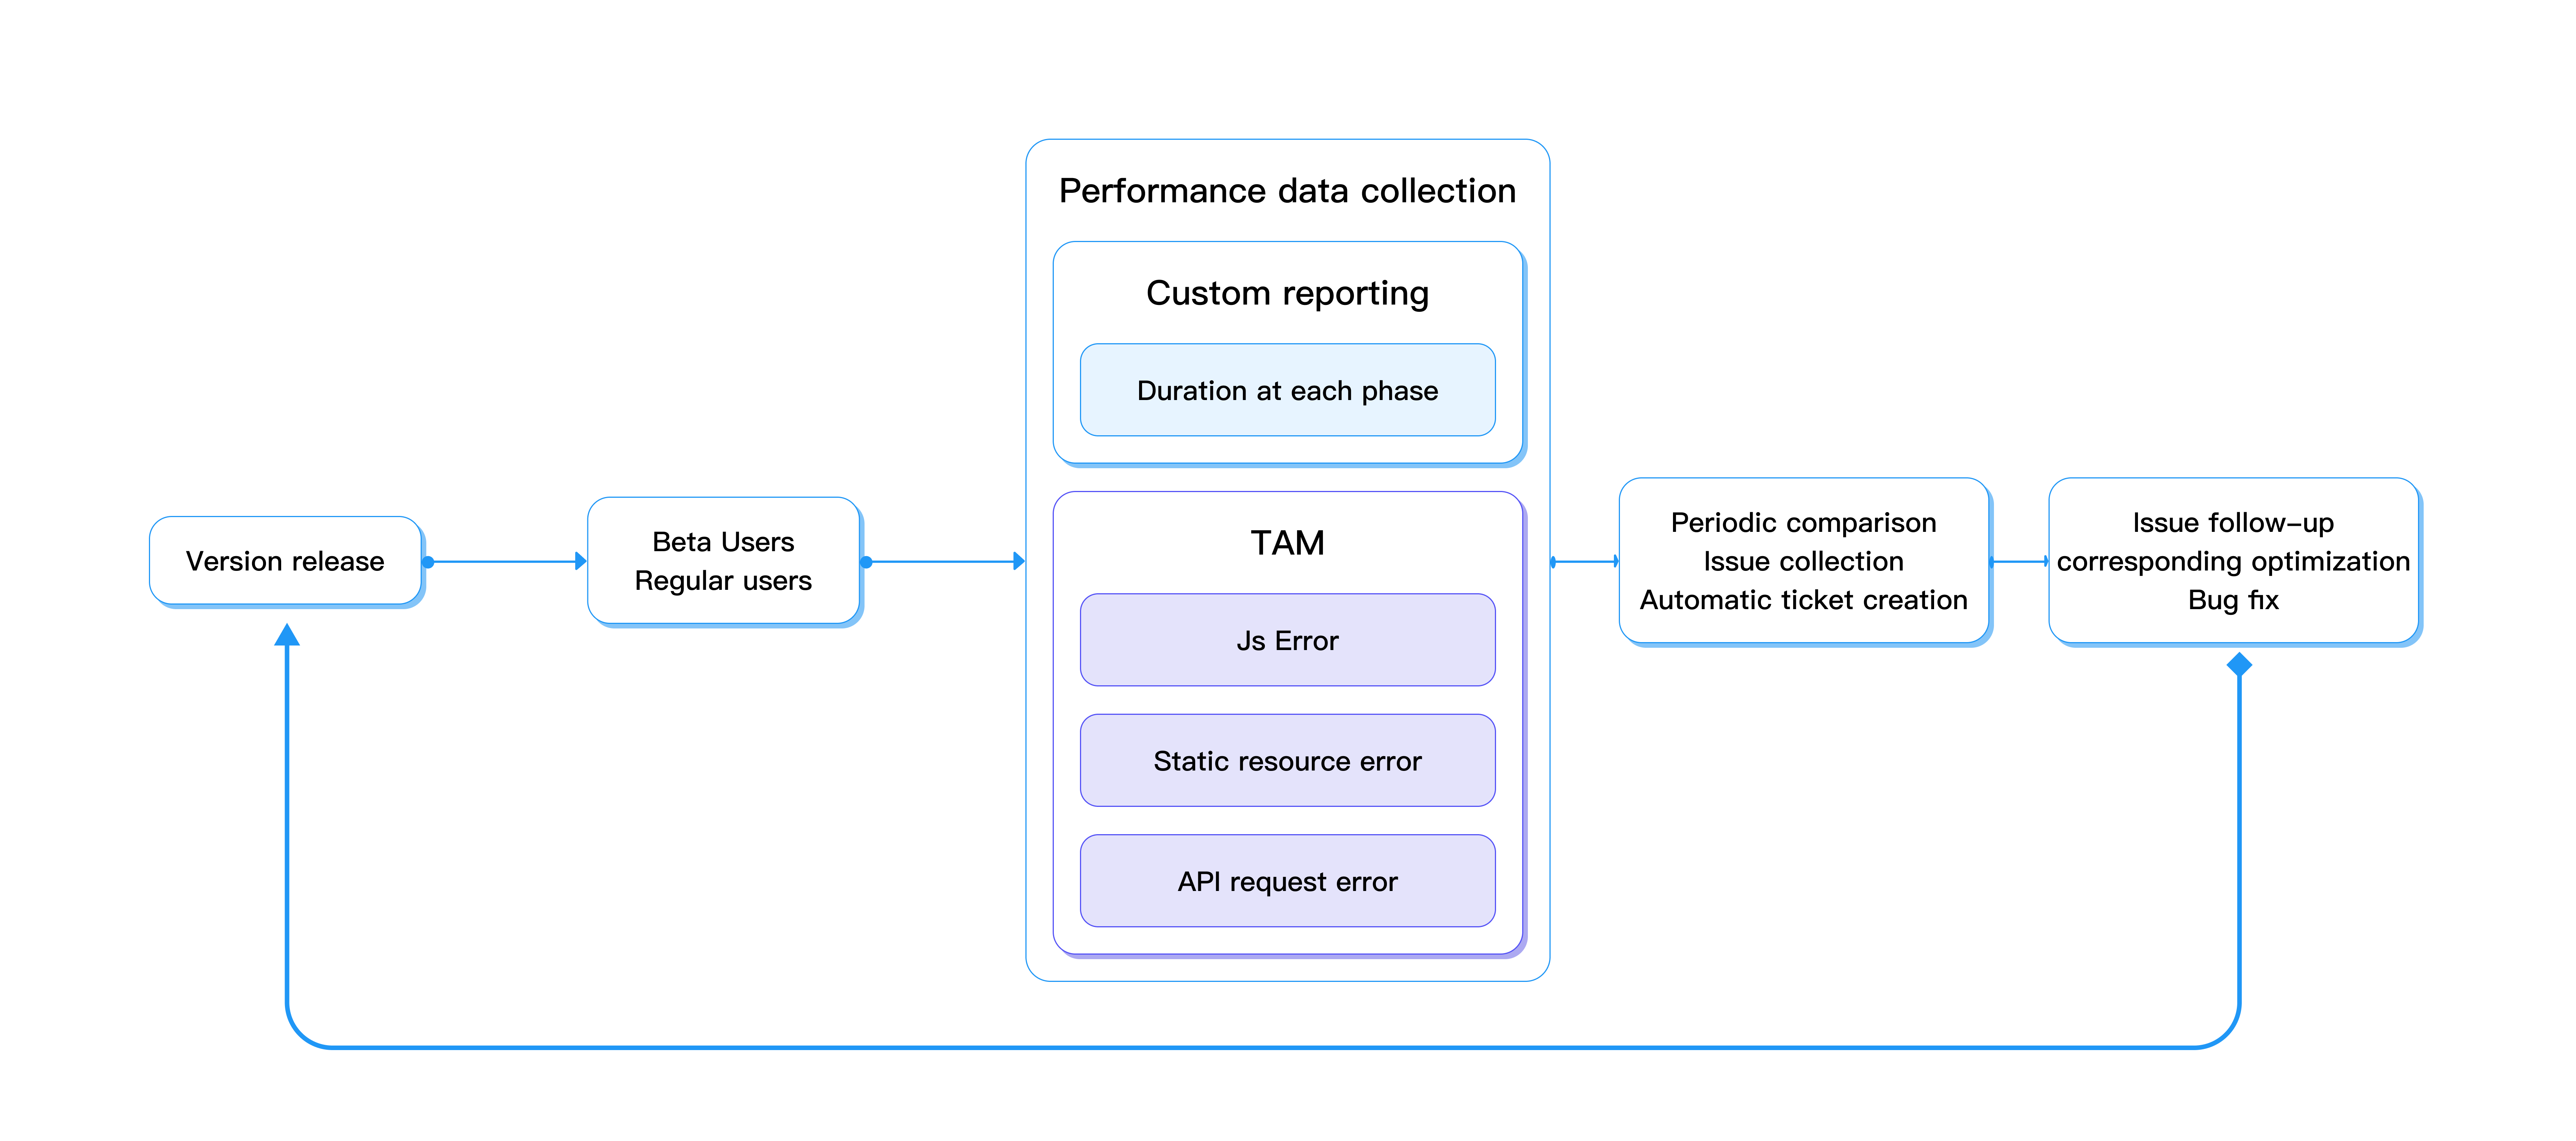 Version release
Beta Users
Regular users
Performance data collection
Custom reporting
Duration at each phase
TAM
Js Error
Static resource error
API request error
Periodic comparison
Issue collection
Automatic ticket creation
Issue follow-up
corresponding optimization
Bug fix